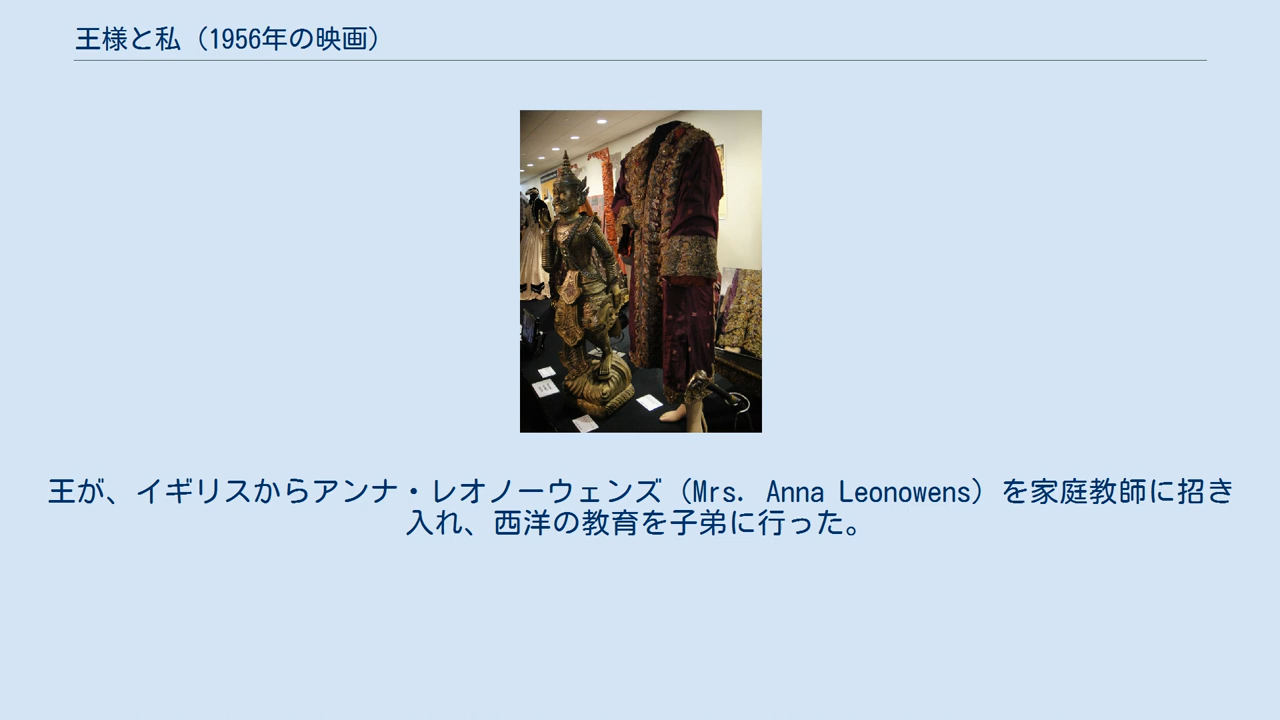 王様と私（1956年の映画）
王が、イギリスからアンナ・レオノーウェンズ（Mrs. Anna Leonowens）を家庭教師に招き
入れ、西洋の教育を子弟に行った。